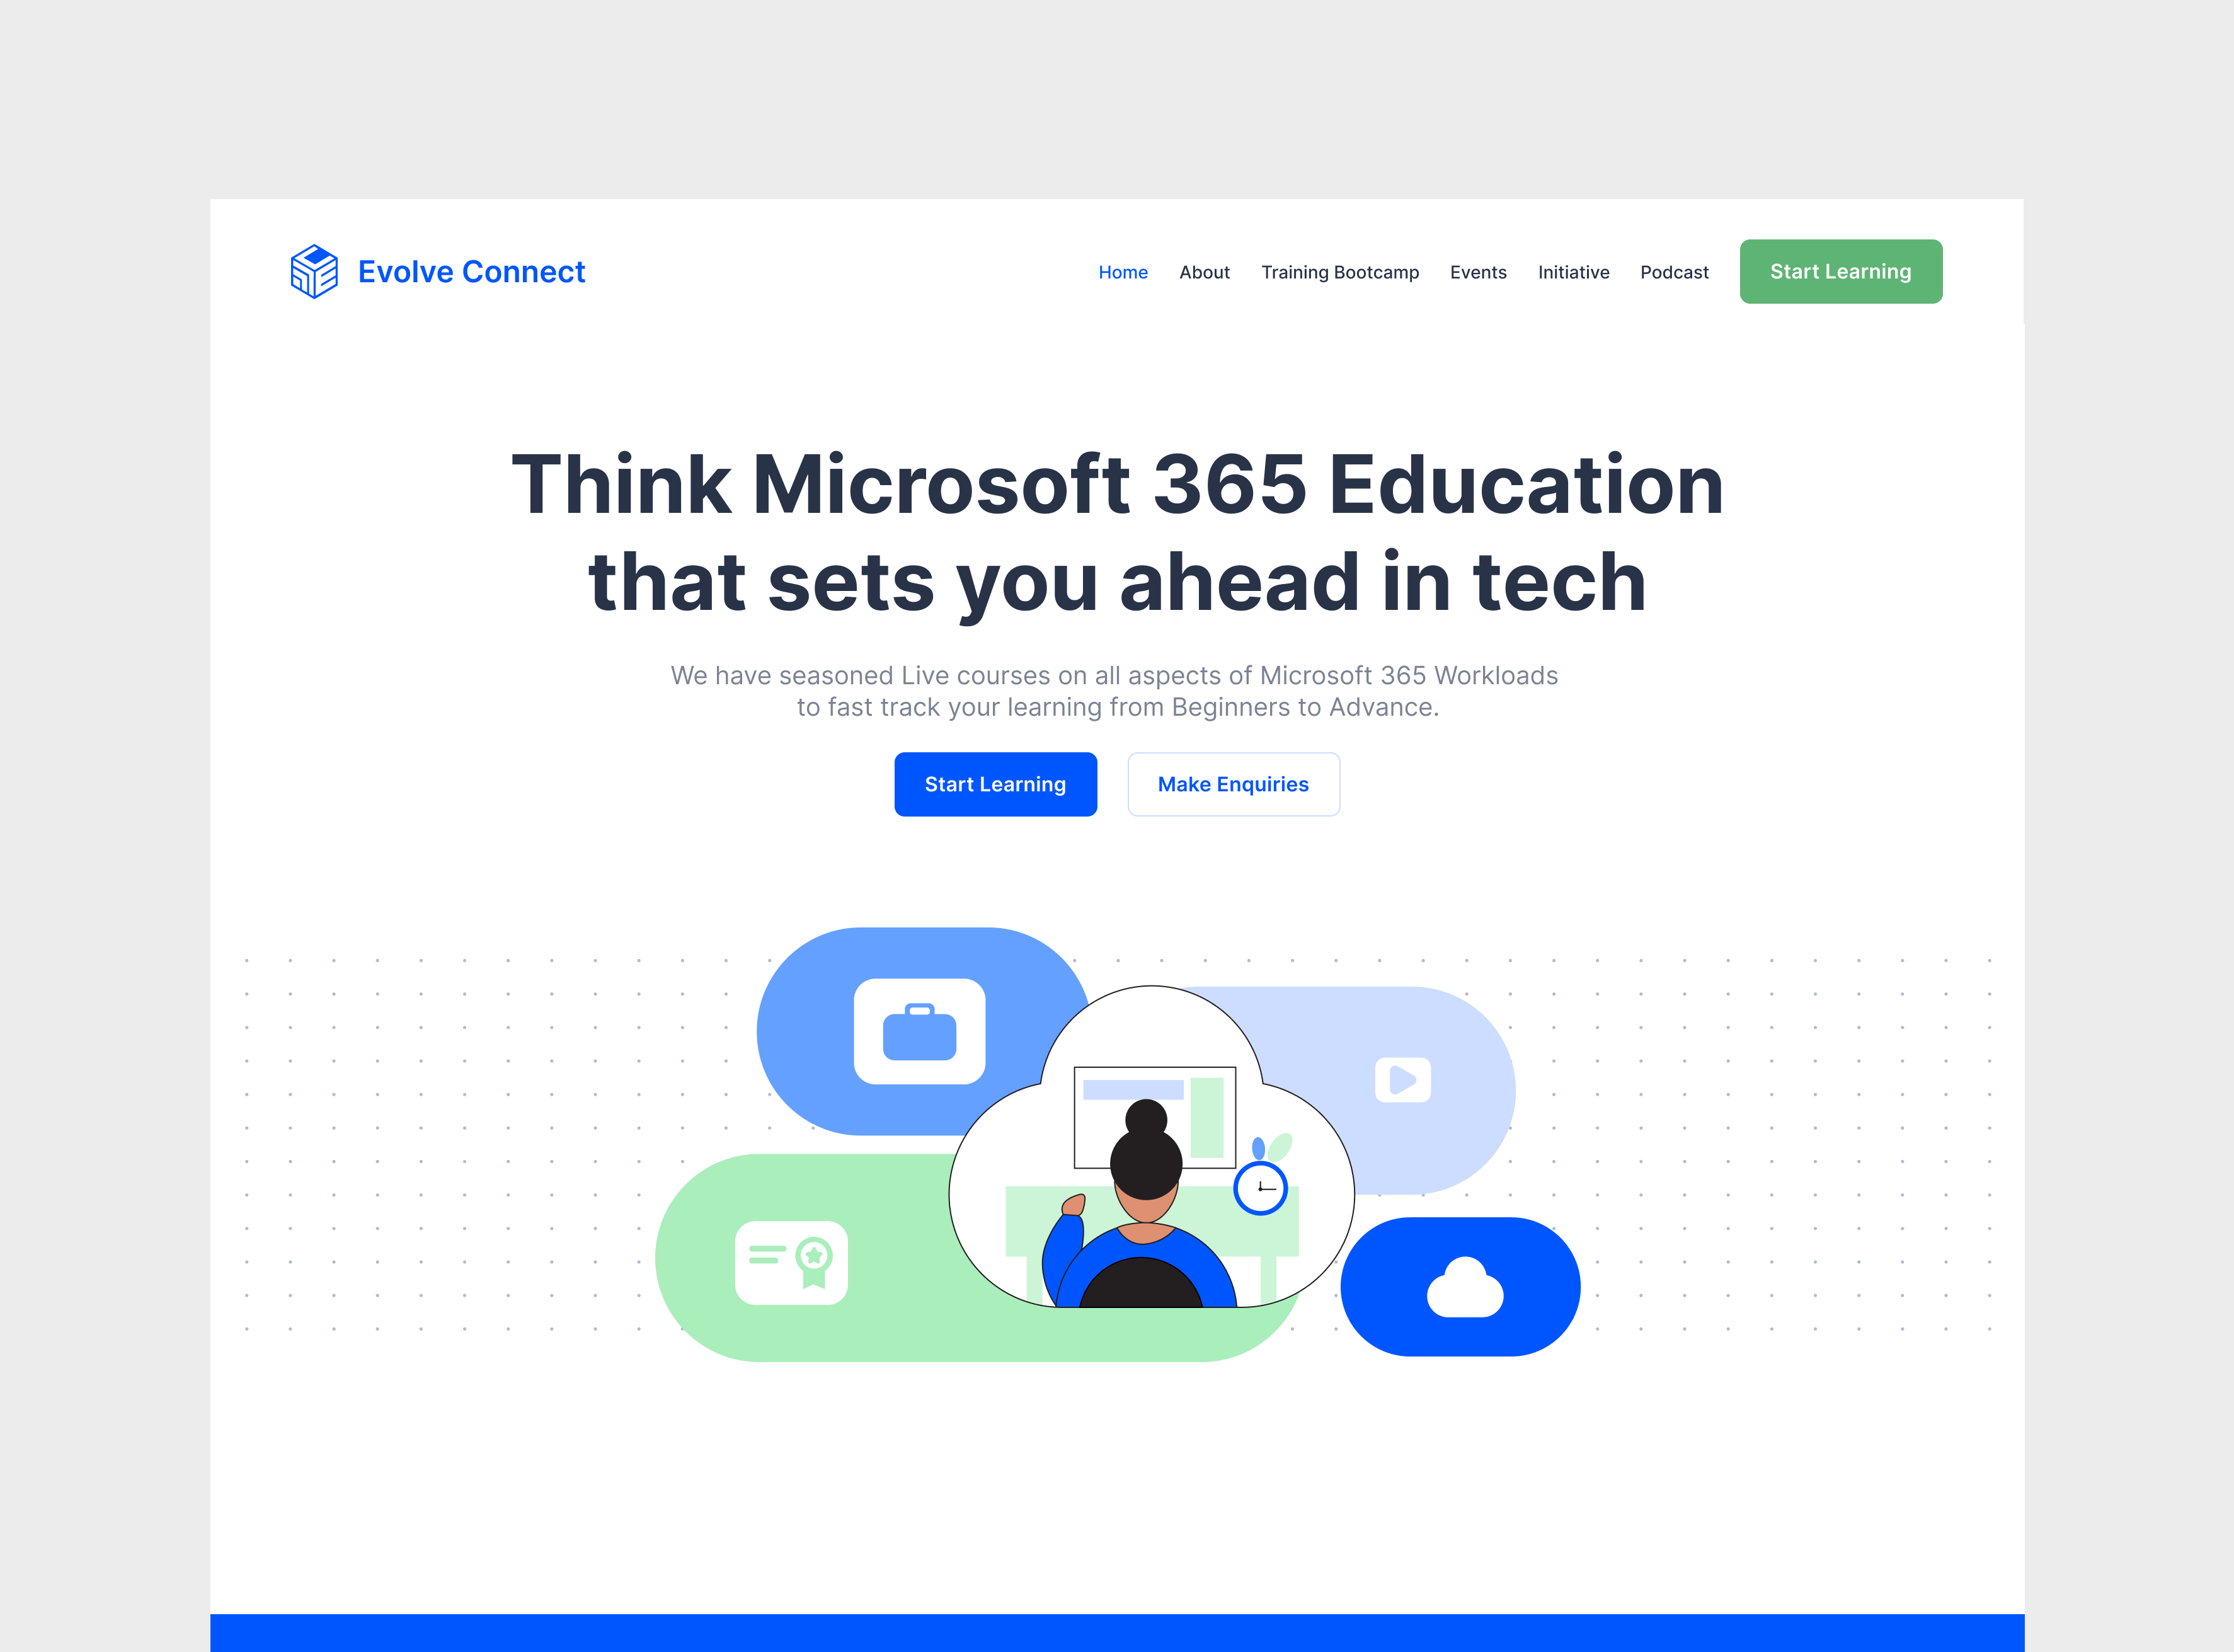 Evolve Connect
Home About Training Bootcamp Events Initiative Podcast Start Learning
Think Microsoft 365 Education
that sets you ahead in tech
We have seasoned Live courses on all aspects of Microsoft 365 Workloads
to fast track your learning from Beginners to Advance.
Start Learning Make Enquiries